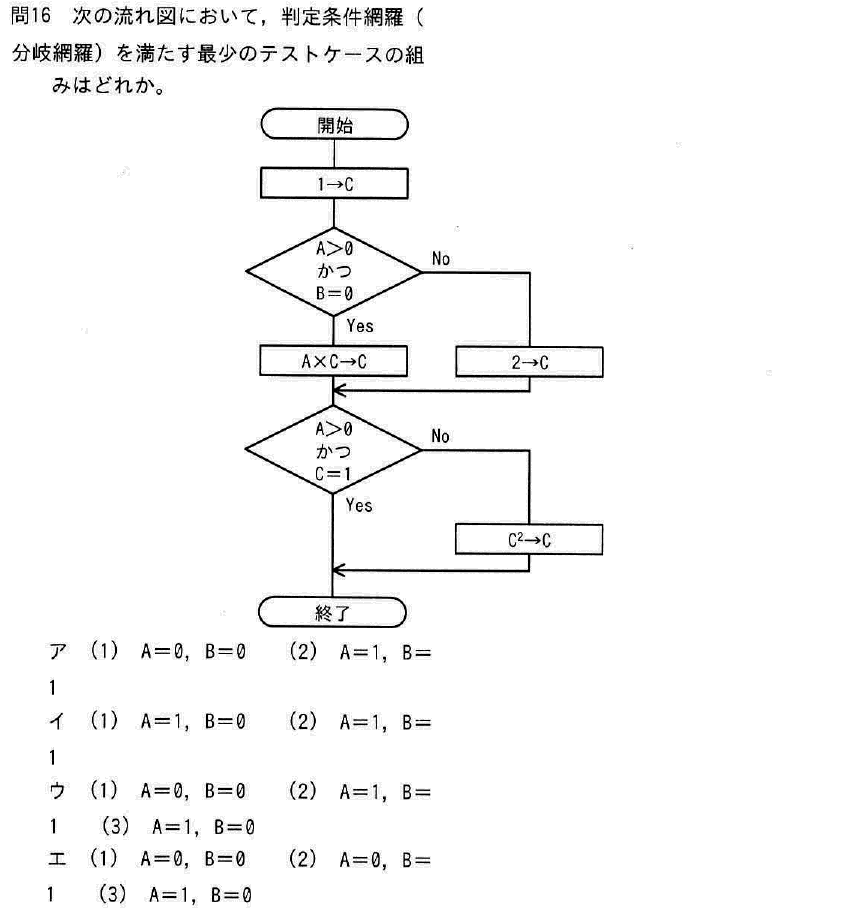 問16　次の流れ図において，判定条件網羅（
分岐網羅）を満たす最少のテストケースの組
みはどれか。
開始
1→C
A＞0
かつ
B＝0
No
Yes
A×C→C
2→C
A＞0
かつ
C＝1
No
Yes
C²→C
終了
ア　(1)　A＝0，B＝0　　(2)　A＝1，B＝
1
イ　(1)　A＝1，B＝0　　(2)　A＝1，B＝
1
ウ　(1)　A＝0，B＝0　　(2)　A＝1，B＝
1　　(3)　A＝1，B＝0
エ　(1)　A＝0，B＝0　　(2)　A＝0，B＝
1　　(3)　A＝1，B＝0